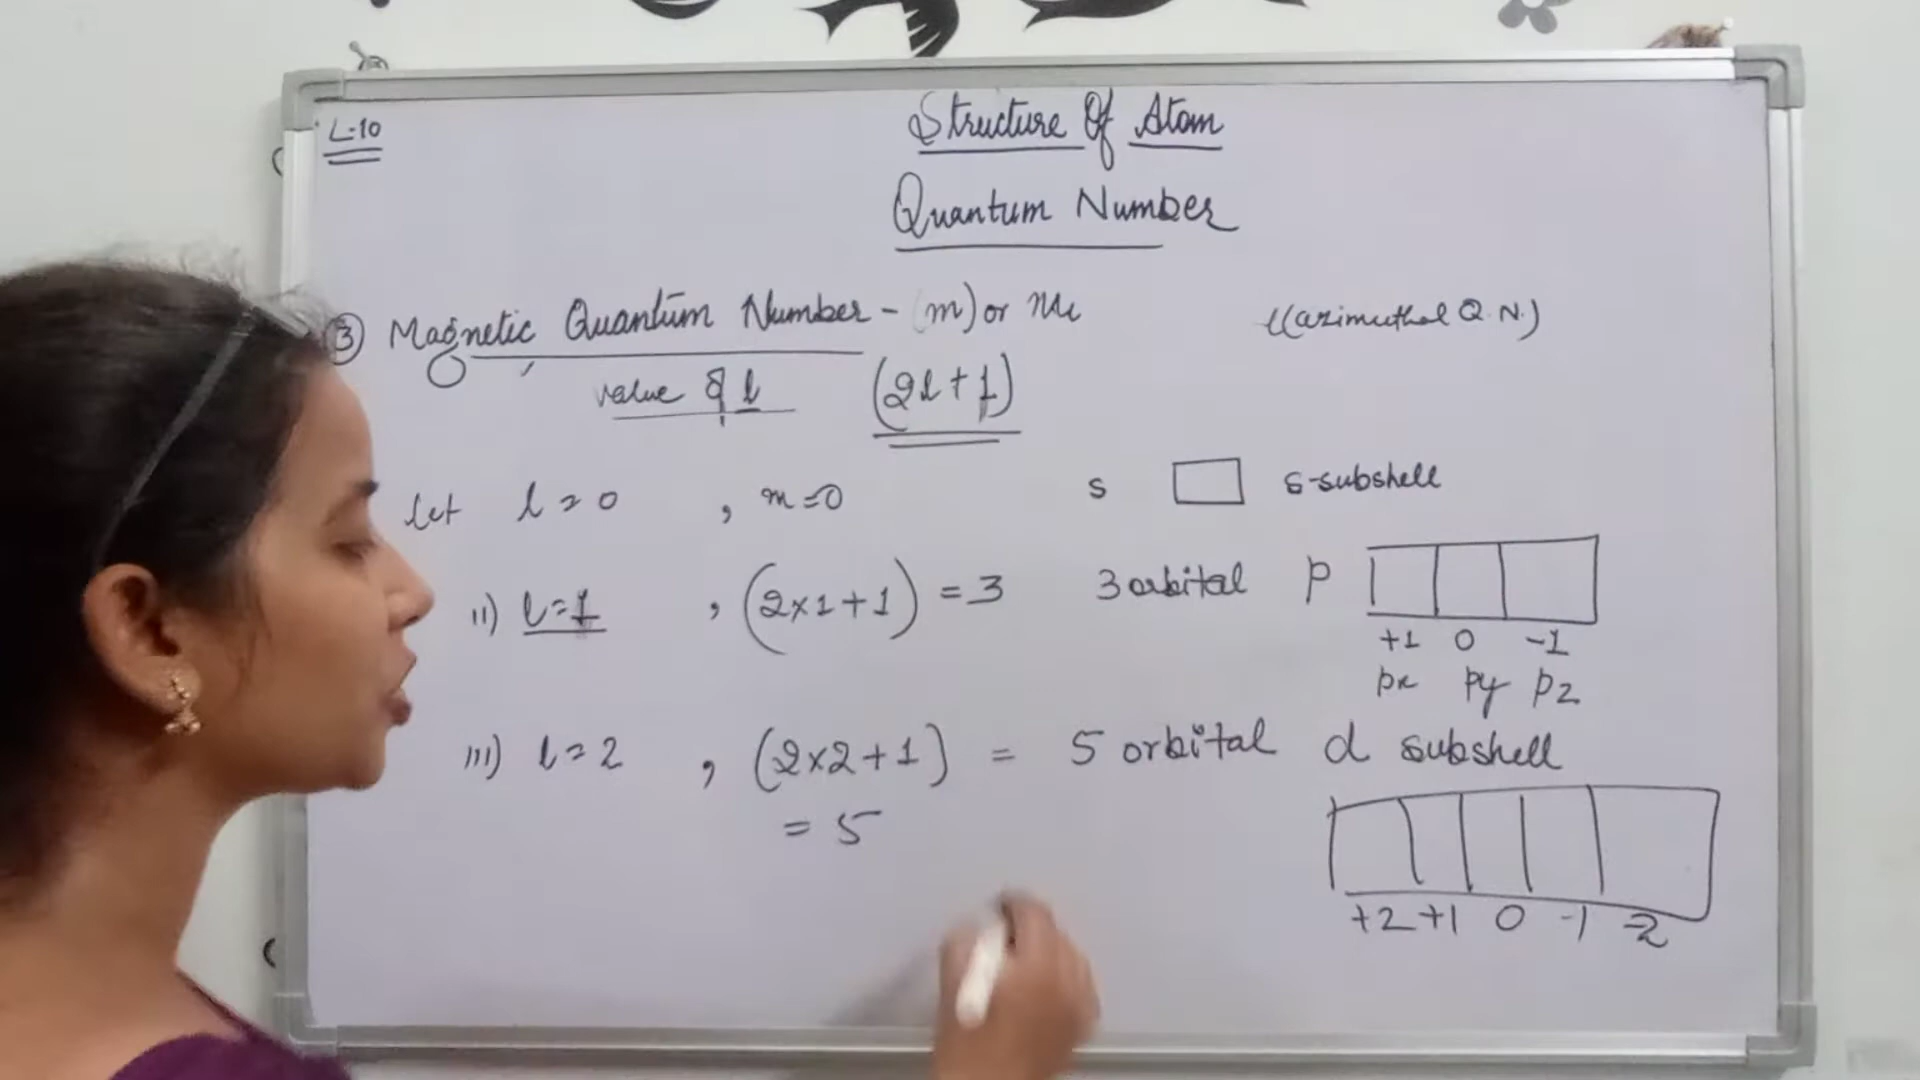 L-10
Structure Of Atom
Quantum Number
③ Magnetic Quantum Number - (m) or
l (azimuthal Q.N.)
value of l (2l+1)
Let l=0 , m=0 s s-subshell
ii) l=1 , (2×1+1) = 3 3 orbital p
+1 0 -1
px py pz
iii) l=2 , (2×2+1) = 5 orbital d subshell
= 5
+2 +1 0 -1 -2